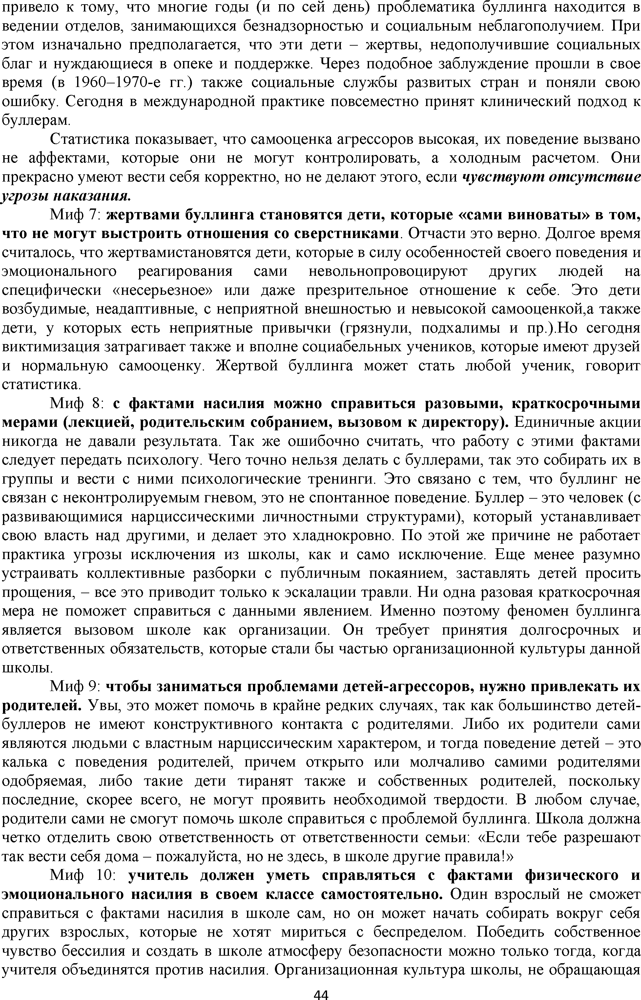 привело к тому, что многие годы (и по сей день) проблематика буллинга находится в
ведении отделов, занимающихся безнадзорностью и социальным неблагополучием. При
этом изначально предполагается, что эти дети – жертвы, недополучившие социальных
благ и нуждающиеся в опеке и поддержке. Через подобное заблуждение прошли в свое
время (в 1960–1970-е гг.) также социальные службы развитых стран и поняли свою
ошибку. Сегодня в международной практике повсеместно принят клинический подход к
буллерам.
Статистика показывает, что самооценка агрессоров высокая, их поведение вызвано
не аффектами, которые они не могут контролировать, а холодным расчетом. Они
прекрасно умеют вести себя корректно, но не делают этого, если чувствуют отсутствие
угрозы наказания.
Миф 7: жертвами буллинга становятся дети, которые «сами виноваты» в том,
что не могут выстроить отношения со сверстниками. Отчасти это верно. Долгое время
считалось, что жертвамистановятся дети, которые в силу особенностей своего поведения и
эмоционального реагирования сами невольнопровоцируют других людей на
специфически «несерьезное» или даже презрительное отношение к себе. Это дети
возбудимые, неадаптивные, с неприятной внешностью и невысокой самооценкой,а также
дети, у которых есть неприятные привычки (грязнули, подхалимы и пр.).Но сегодня
виктимизация затрагивает также и вполне социабельных учеников, которые имеют друзей
и нормальную самооценку. Жертвой буллинга может стать любой ученик, говорит
статистика.
Миф 8: с фактами насилия можно справиться разовыми, краткосрочными
мерами (лекцией, родительским собранием, вызовом к директору). Единичные акции
никогда не давали результата. Так же ошибочно считать, что работу с этими фактами
следует передать психологу. Чего точно нельзя делать с буллерами, так это собирать их в
группы и вести с ними психологические тренинги. Это связано с тем, что буллинг не
связан с неконтролируемым гневом, это не спонтанное поведение. Буллер – это человек (с
развивающимися нарциссическими личностными структурами), который устанавливает
свою власть над другими, и делает это хладнокровно. По этой же причине не работает
практика угрозы исключения из школы, как и само исключение. Еще менее разумно
устраивать коллективные разборки с публичным покаянием, заставлять детей просить
прощения, – все это приводит только к эскалации травли. Ни одна разовая краткосрочная
мера не поможет справиться с данными явлением. Именно поэтому феномен буллинга
является вызовом школе как организации. Он требует принятия долгосрочных и
ответственных обязательств, которые стали бы частью организационной культуры данной
школы.
Миф 9: чтобы заниматься проблемами детей-агрессоров, нужно привлекать их
родителей. Увы, это может помочь в крайне редких случаях, так как большинство детей-
буллеров не имеют конструктивного контакта с родителями. Либо их родители сами
являются людьми с властным нарциссическим характером, и тогда поведение детей – это
калька с поведения родителей, причем открыто или молчаливо самими родителями
одобряемая, либо такие дети тиранят также и собственных родителей, поскольку
последние, скорее всего, не могут проявить необходимой твердости. В любом случае,
родители сами не смогут помочь школе справиться с проблемой буллинга. Школа должна
четко отделить свою ответственность от ответственности семьи: «Если тебе разрешают
так вести себя дома – пожалуйста, но не здесь, в школе другие правила!»
Миф 10: учитель должен уметь справляться с фактами физического и
эмоционального насилия в своем классе самостоятельно. Один взрослый не сможет
справиться с фактами насилия в школе сам, но он может начать собирать вокруг себя
других взрослых, которые не хотят мириться с беспределом. Победить собственное
чувство бессилия и создать в школе атмосферу безопасности можно только тогда, когда
учителя объединятся против насилия. Организационная культура школы, не обращающая
44